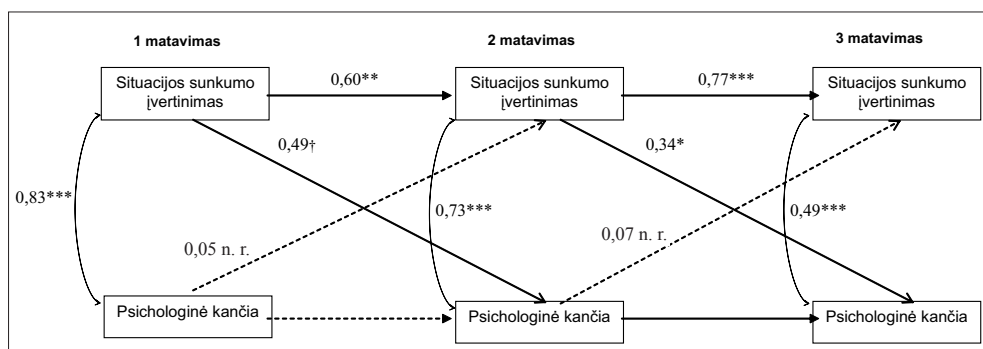 1 matavimas
2 matavimas
3 matavimas
Situacijos sunkumo
įvertinimas
0,60**
Situacijos sunkumo
įvertinimas
0,77***
Situacijos sunkumo
įvertinimas
0,49†
0,34*
0,83***
0,73***
0,49***
0,05 n. r.
0,07 n. r.
Psichologinė kančia
Psichologinė kančia
Psichologinė kančia